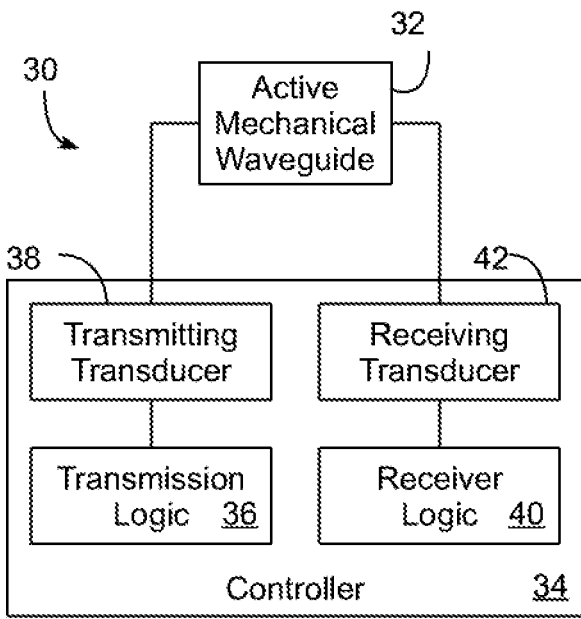 32
30
Active
Mechanical
Waveguide
38
42
Transmitting
Transducer
Receiving
Transducer
Transmission
Logic 36
Receiver
Logic 40
Controller 34